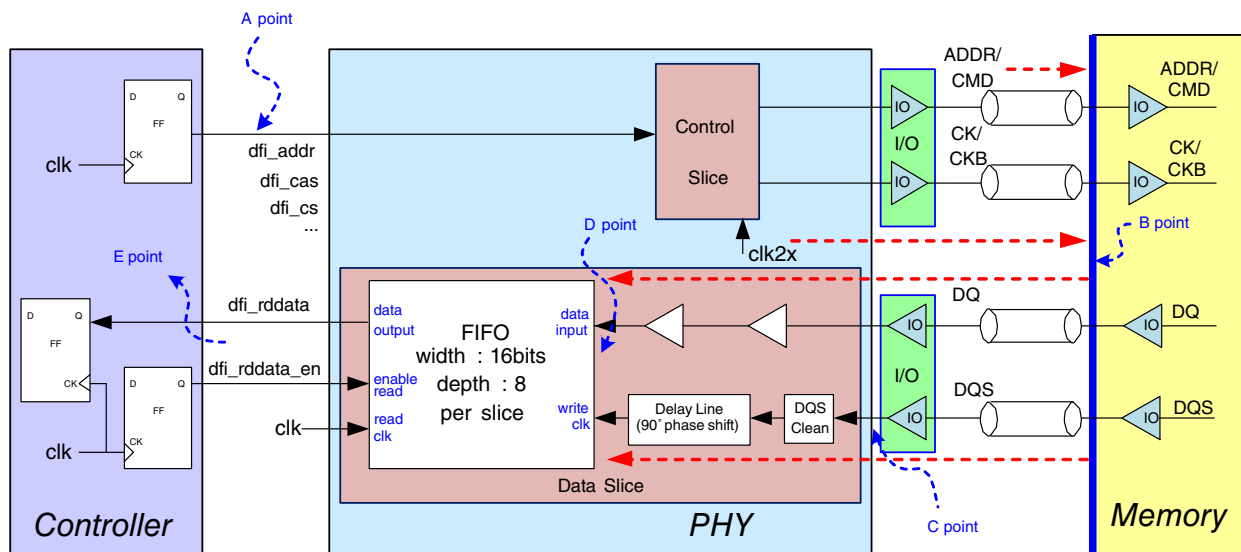 A point
D
Q
FF
CK
clk
dfi_addr
dfi_cas
dfi_cs
...
Control
Slice
clk2x
ADDR/
CMD
CK/
CKB
IO
I/O
IO
IO
ADDR/
CMD
IO
CK/
CKB
B point
E point
D point
dfi_rddata
D
Q
FF
CK
dfi_rddata_en
D
Q
FF
CK
clk
clk
data
output
enable
read
read
clk
FIFO
width : 16bits
depth : 8
per slice
data
input
write
clk
Delay Line
(90° phase shift)
DQS
Clean
Data Slice
IO
I/O
IO
DQ
DQS
IO
DQ
IO
DQS
C point
Controller
PHY
Memory